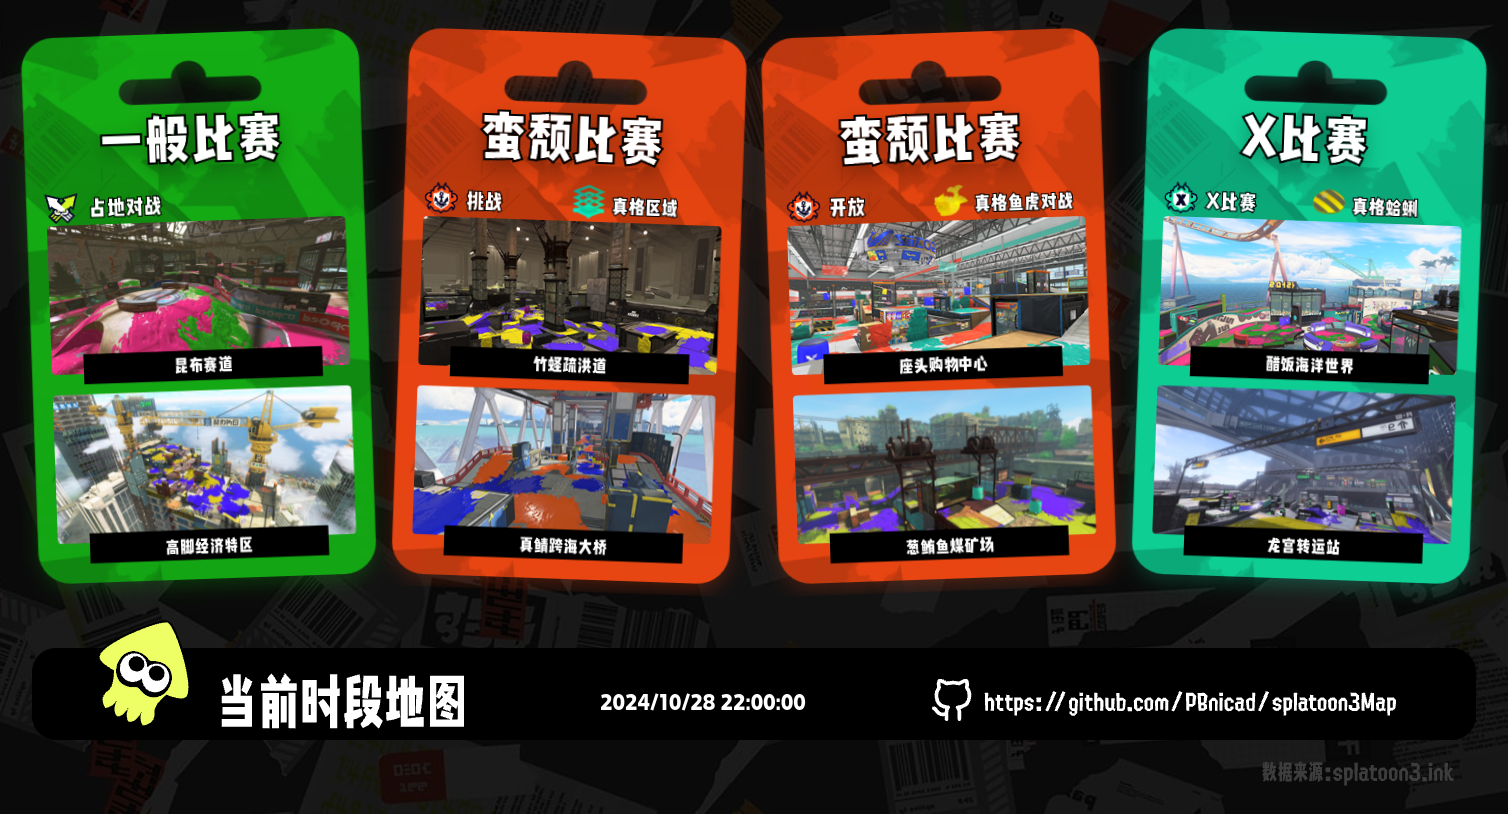 一般比赛
占地对战
昆布赛道
高脚经济特区
蛮颓比赛
挑战
真格区域
竹蛏疏洪道
真鲭跨海大桥
蛮颓比赛
开放
真格鱼虎对战
座头购物中心
葱鲔鱼煤矿场
X比赛
X比赛
真格蛤蜊
醋饭海洋世界
龙宫转运站
当前时段地图
2024/10/28 22:00:00
https://github.com/PBnicad/splatoon3Map
数据来源:splatoon3.ink